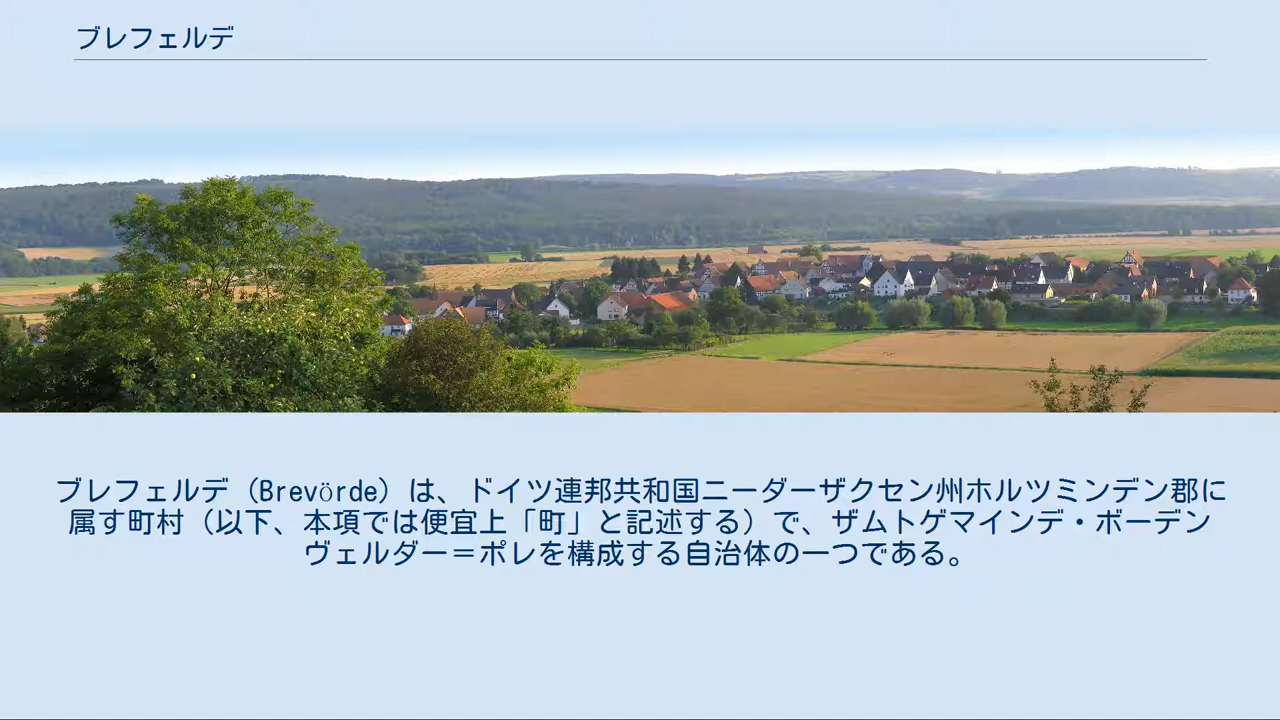 ブレフェルデ
ブレフェルデ（Brevörde）は、ドイツ連邦共和国ニーダーザクセン州ホルツミンデン郡に
属す町村（以下、本項では便宜上「町」と記述する）で、ザムトゲマインデ・ボーデン
ヴェルダー＝ポレを構成する自治体の一つである。